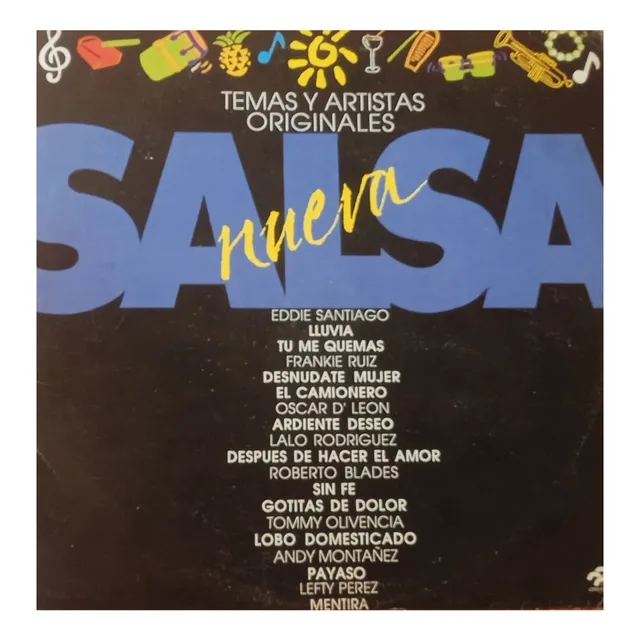 TEMAS Y ARTISTAS
ORIGINALES
SALSA
nueva
EDDIE SANTIAGO
LLUVIA
TU ME QUEMAS
FRANKIE RUIZ
DESNUDATE MUJER
EL CAMIONERO
OSCAR D' LEON
ARDIENTE DESEO
LALO RODRIGUEZ
DESPUES DE HACER EL AMOR
ROBERTO BLADES
SIN FE
GOTITAS DE DOLOR
TOMMY OLIVENCIA
LOBO DOMESTICADO
ANDY MONTAÑEZ
PAYASO
LEFTY PEREZ
MENTIRA